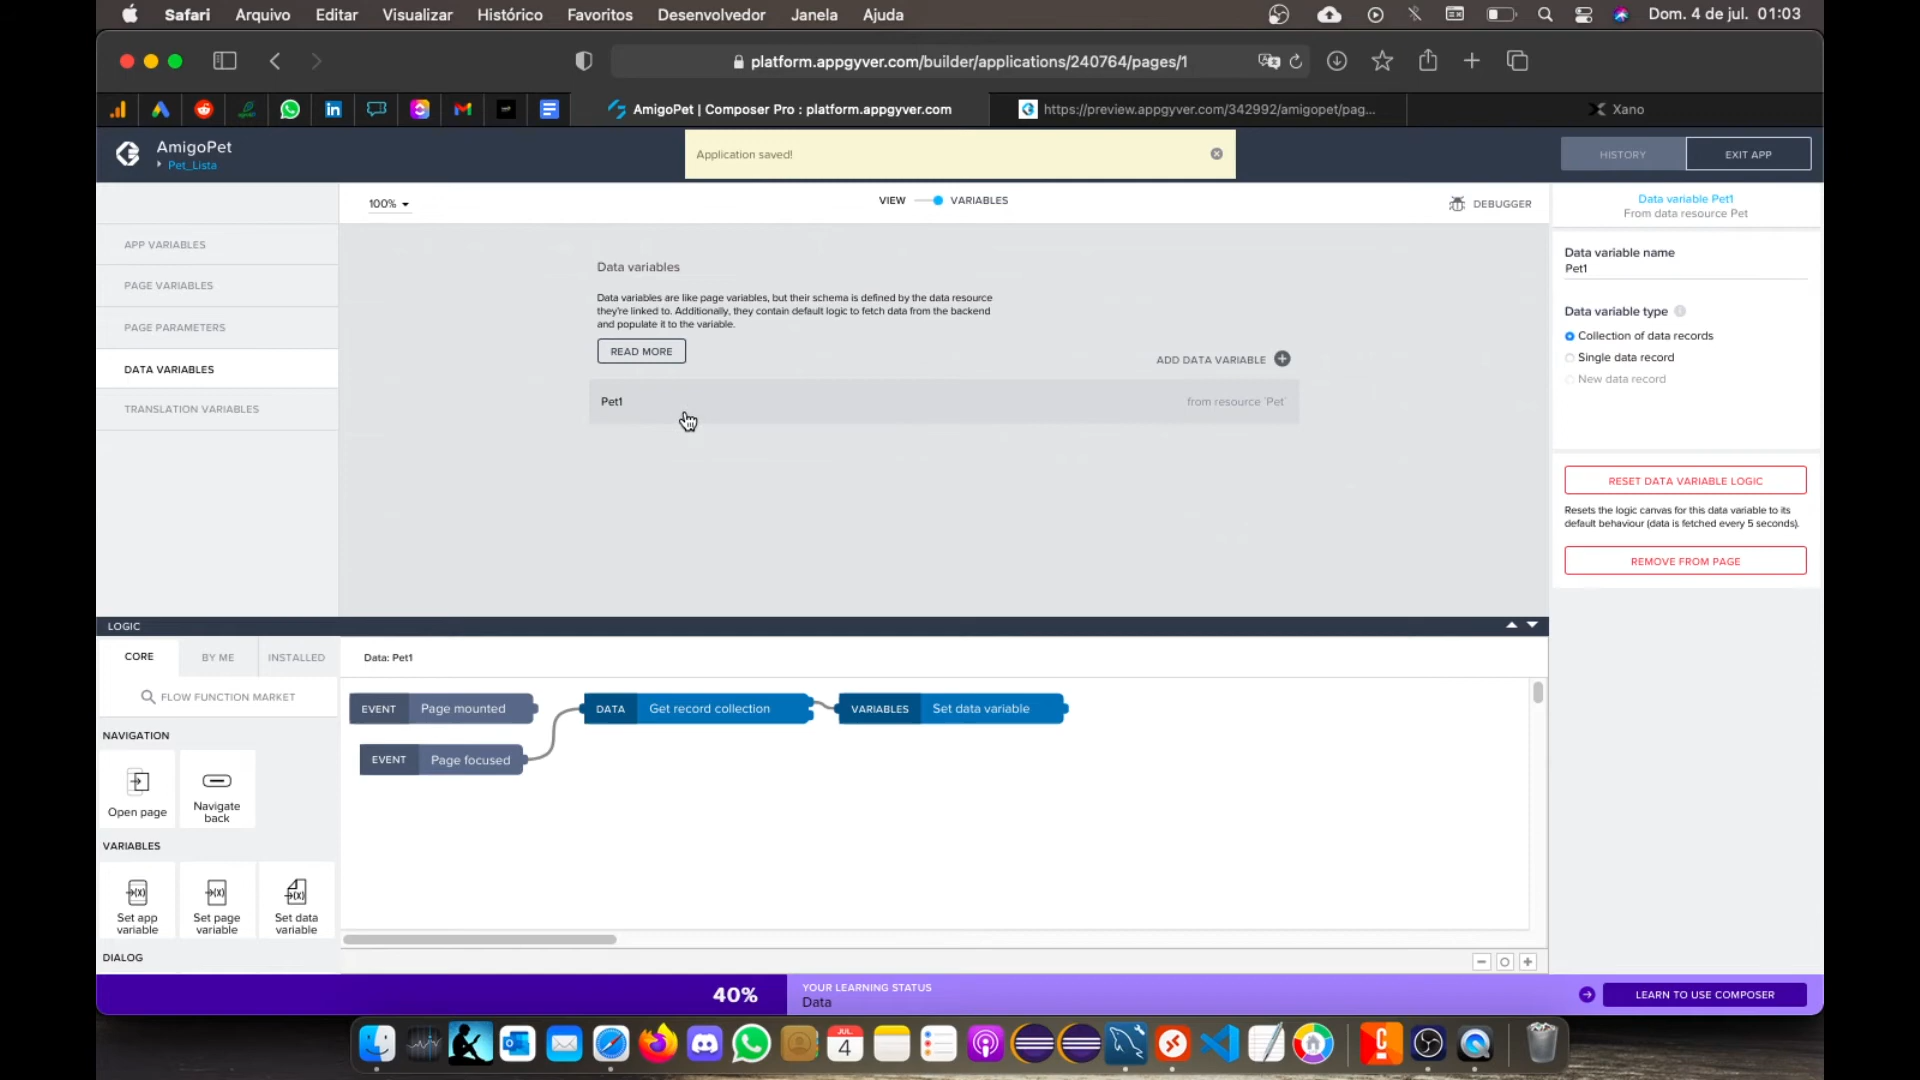 Safari Arquivo Editar Visualizar Histórico Favoritos Desenvolvedor Janela Ajuda Dom. 4 de jul. 01:03
platform.appgyver.com/builder/applications/240764/pages/1
AmigoPet | Composer Pro : platform.appgyver.com https://preview.appgyver.com/342992/amigopet/pag... Xano
AmigoPet
Pet_Lista
Application saved!
HISTORY EXIT APP
100% VIEW VARIABLES DEBUGGER
APP VARIABLES
PAGE VARIABLES
PAGE PARAMETERS
DATA VARIABLES
TRANSLATION VARIABLES
Data variables
Data variables are like page variables, but their schema is defined by the data resource
they're linked to. Additionally, they contain default logic to fetch data from the backend
and populate it to the variable.
READ MORE
ADD DATA VARIABLE
Pet1 from resource 'Pet'
Data variable Pet1
From data resource Pet
Data variable name
Pet1
Data variable type
Collection of data records
Single data record
New data record
RESET DATA VARIABLE LOGIC
Resets the logic canvas for this data variable to its
default behaviour (data is fetched every 5 seconds).
REMOVE FROM PAGE
LOGIC
CORE BY ME INSTALLED
FLOW FUNCTION MARKET
NAVIGATION
Open page
Navigate
back
VARIABLES
Set app
variable
Set page
variable
Set data
variable
DIALOG
Data: Pet1
EVENT Page mounted
DATA Get record collection
VARIABLES Set data variable
EVENT Page focused
40%
YOUR LEARNING STATUS
Data
LEARN TO USE COMPOSER
JUL
4